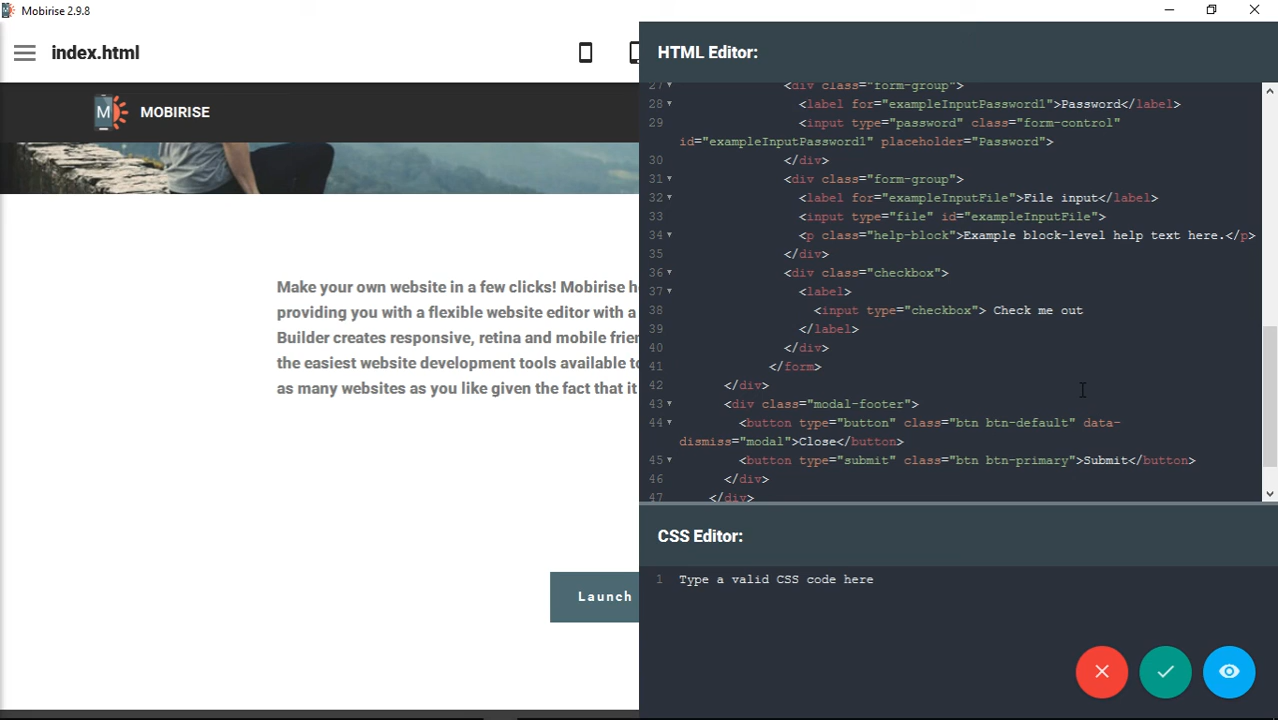 Mobirise 2.9.8
index.html
M MOBIRISE
Make your own website in a few clicks! Mobirise h
providing you with a flexible website editor with a
Builder creates responsive, retina and mobile frien
the easiest website development tools available to
as many websites as you like given the fact that it
Launch
HTML Editor:
27 <div class="form-group">
28 <label for="exampleInputPassword1">Password</label>
29 <input type="password" class="form-control"
id="exampleInputPassword1" placeholder="Password">
30 </div>
31 <div class="form-group">
32 <label for="exampleInputFile">File input</label>
33 <input type="file" id="exampleInputFile">
34 <p class="help-block">Example block-level help text here.</p>
35 </div>
36 <div class="checkbox">
37 <label>
38 <input type="checkbox"> Check me out
39 </label>
40 </div>
41 </form>
42 </div>
43 <div class="modal-footer">
44 <button type="button" class="btn btn-default" data-
dismiss="modal">Close</button>
45 <button type="submit" class="btn btn-primary">Submit</button>
46 </div>
47 </div>
CSS Editor:
1 Type a valid CSS code here